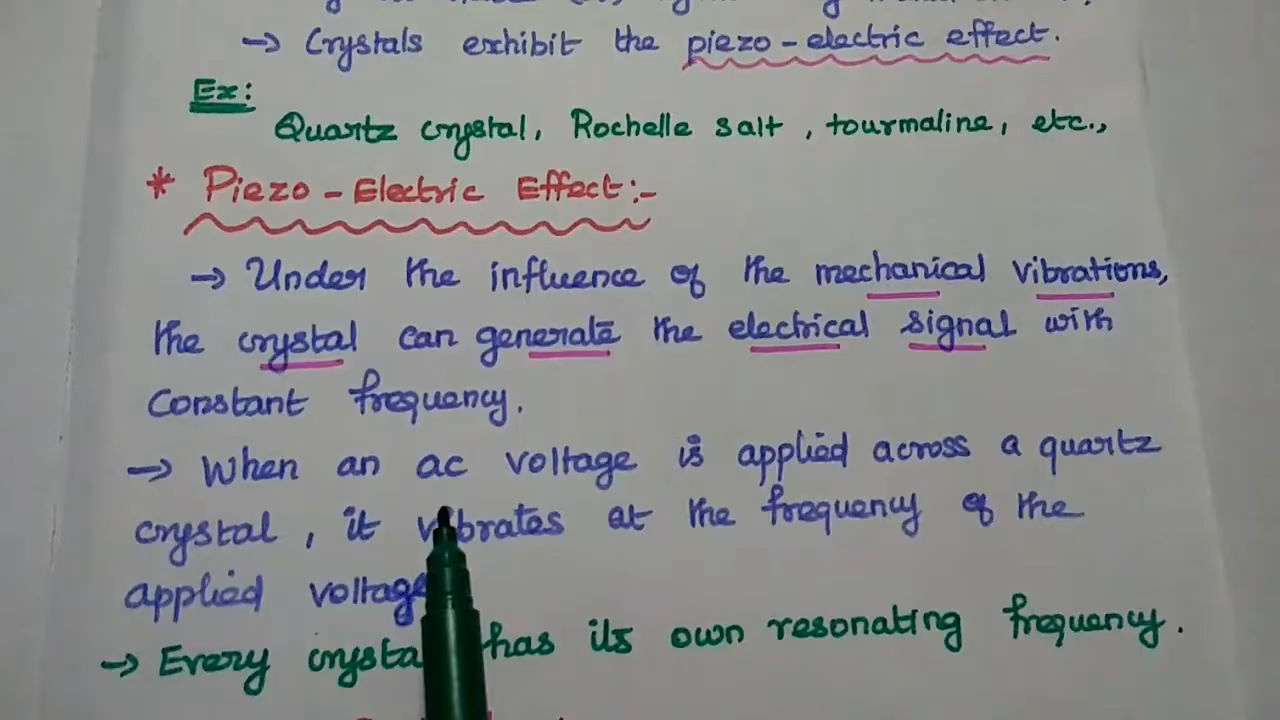 → Crystals exhibit the piezo-electric effect.
Ex:
Quartz crystal, Rochelle salt, tourmaline, etc.,
* Piezo-Electric Effect:-
→ Under the influence of the mechanical vibrations,
the crystal can generate the electrical signal with
constant frequency.
→ When an ac voltage is applied across a quartz
crystal, it vibrates at the frequency of the
applied voltage
→ Every crystal has its own resonating frequency.